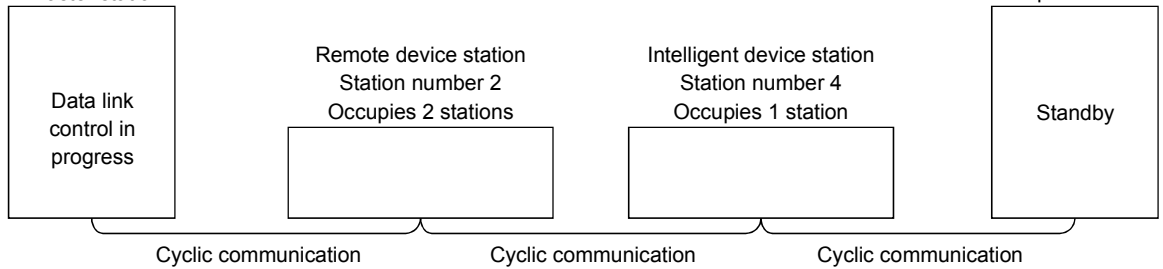 Remote device station
Station number 2
Occupies 2 stations
Intelligent device station
Station number 4
Occupies 1 station
Data link
control in
progress
Standby
Cyclic communication
Cyclic communication
Cyclic communication